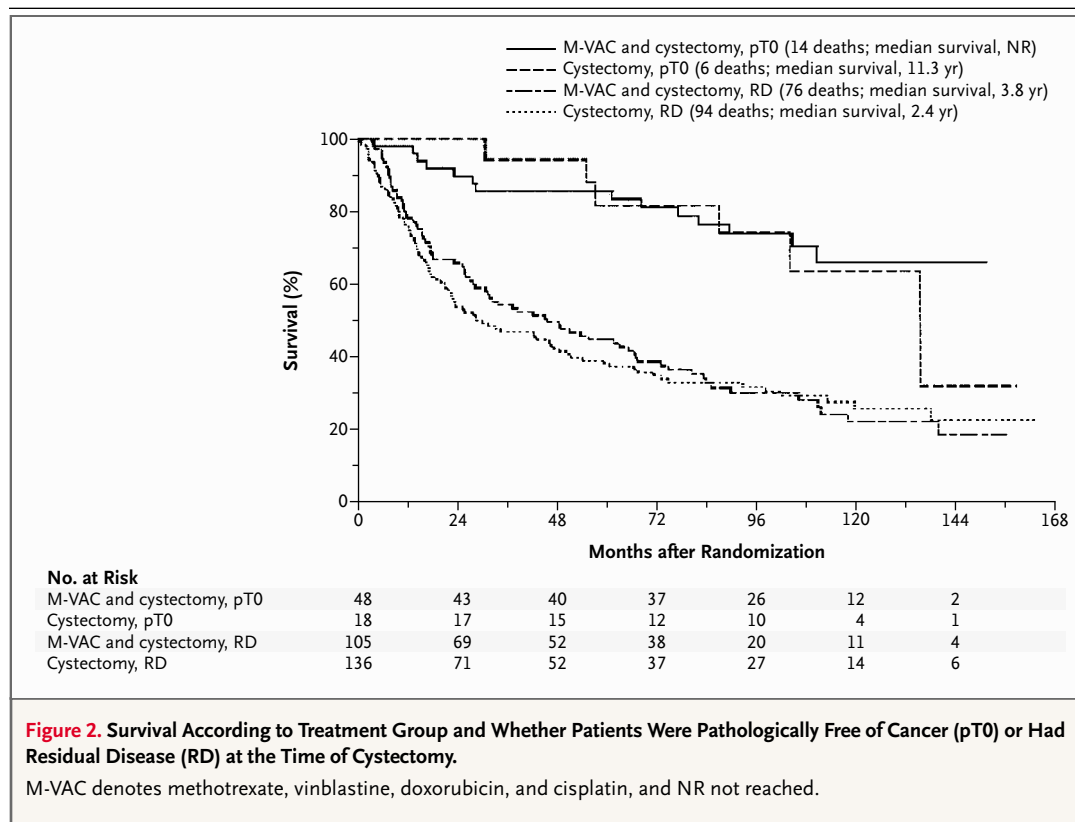 M-VAC and cystectomy, pT0 (14 deaths; median survival, NR)
Cystectomy, pT0 (6 deaths; median survival, 11.3 yr)
M-VAC and cystectomy, RD (76 deaths; median survival, 3.8 yr)
Cystectomy, RD (94 deaths; median survival, 2.4 yr)
100
80
60
40
20
0
Survival (%)
0 24 48 72 96 120 144 168
Months after Randomization
No. at Risk
M-VAC and cystectomy, pT0 48 43 40 37 26 12 2
Cystectomy, pT0 18 17 15 12 10 4 1
M-VAC and cystectomy, RD 105 69 52 38 20 11 4
Cystectomy, RD 136 71 52 37 27 14 6
Figure 2. Survival According to Treatment Group and Whether Patients Were Pathologically Free of Cancer (pT0) or Had
Residual Disease (RD) at the Time of Cystectomy.
M-VAC denotes methotrexate, vinblastine, doxorubicin, and cisplatin, and NR not reached.